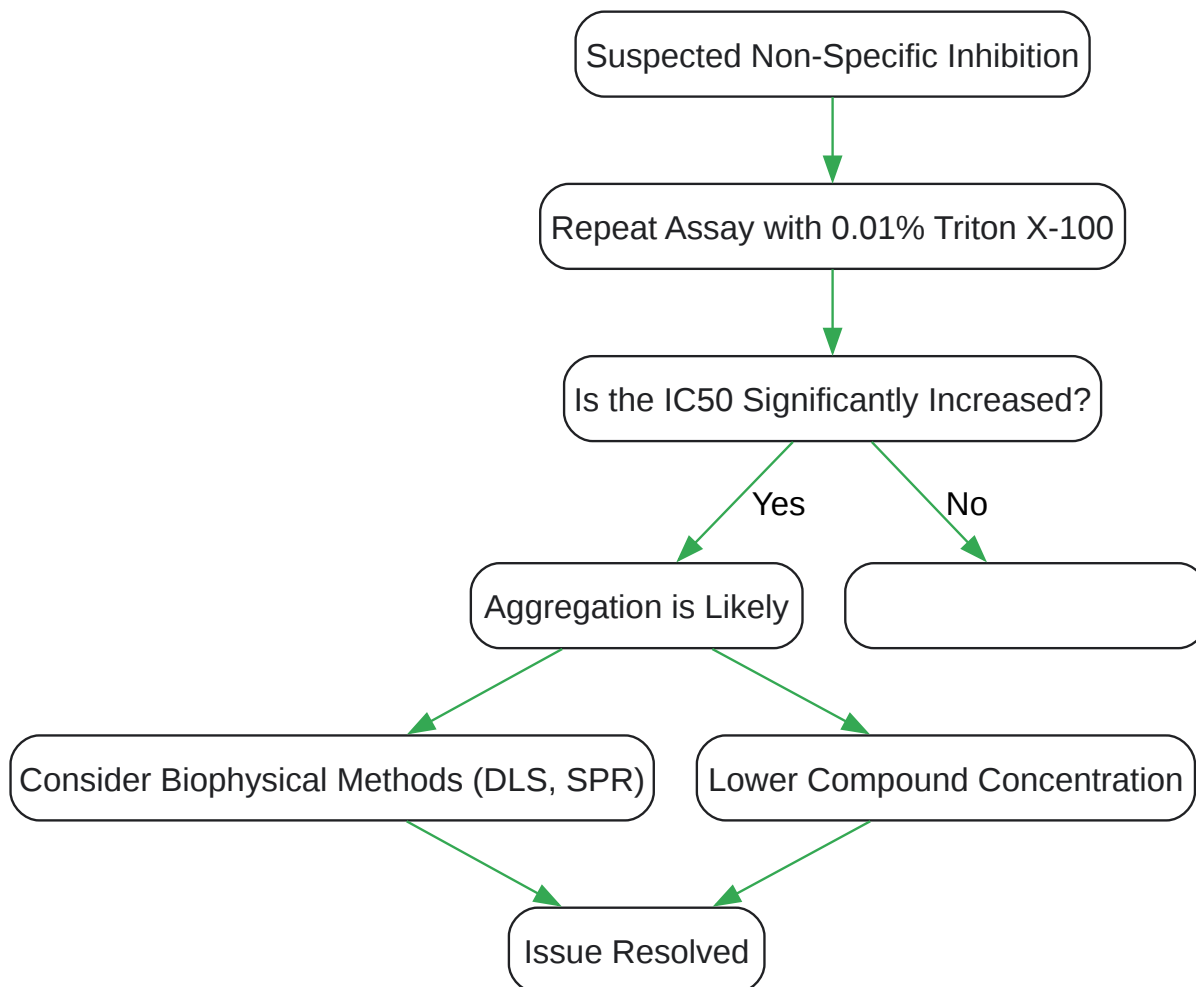 Suspected Non-Specific Inhibition
Repeat Assay with 0.01% Triton X-100
Is the IC50 Significantly Increased?
Yes
No
Aggregation is Likely
Consider Biophysical Methods (DLS, SPR)
Lower Compound Concentration
Issue Resolved